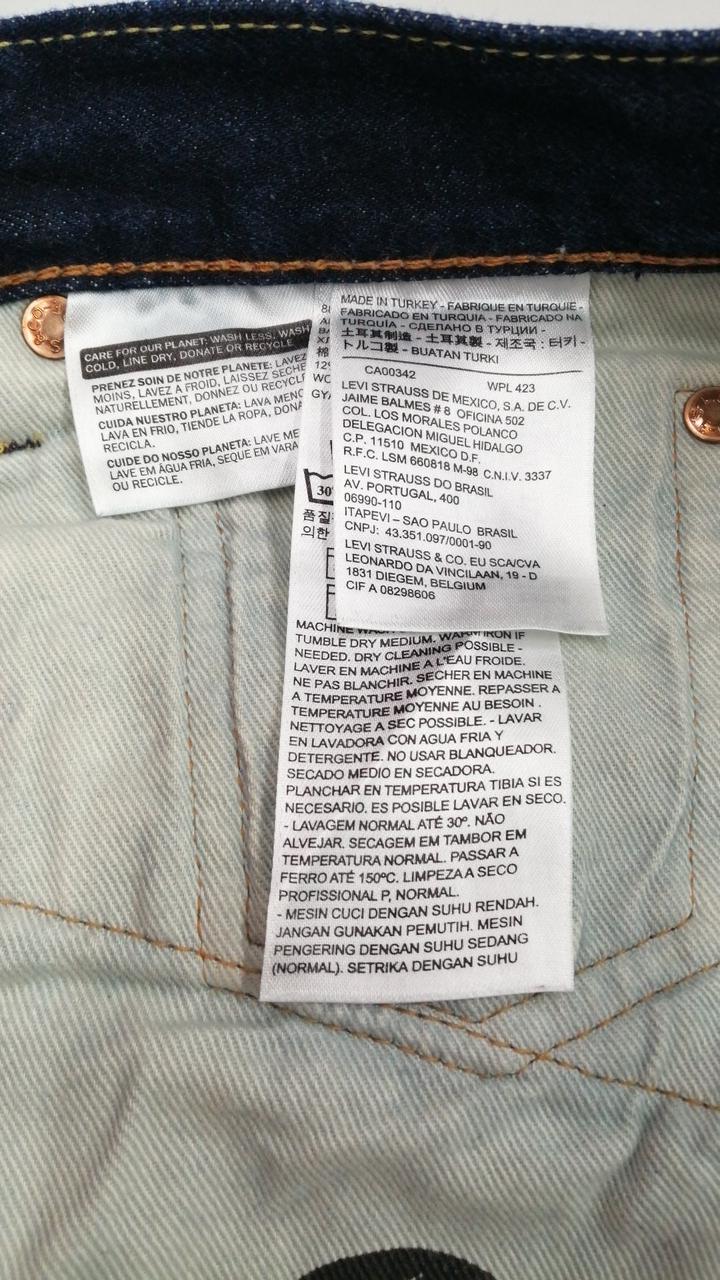 CARE FOR OUR PLANET: WASH LESS, WASH
COLD, LINE DRY, DONATE OR RECYCLE.
PRENEZ SOIN DE NOTRE PLANETE: LAVEZ
MOINS, LAVEZ A FROID, LAISSEZ SECHE
NATURELLEMENT, DONNEZ OU RECYCL
CUIDA NUESTRO PLANETA: LAVA MENO
LAVA EN FRIO, TIENDE LA ROPA, DONA
RECICLA.
CUIDE DO NOSSO PLANETA: LAVE ME
LAVE EM ÁGUA FRIA, SEQUE EM VARA
OU RECICLE.
MADE IN TURKEY - FABRIQUE EN TURQUIE -
FABRICADO EN TURQUIA - FABRICADO NA
TURQUIA - СДЕЛАНО В ТУРЦИИ -
土耳其制造 - 土耳其製 - 제조국 : 터키 -
トルコ製 - BUATAN TURKI
CA00342 WPL 423
LEVI STRAUSS DE MEXICO, S.A. DE C.V.
JAIME BALMES # 8 OFICINA 502
COL. LOS MORALES POLANCO
DELEGACION MIGUEL HIDALGO
C.P. 11510 MEXICO D.F.
R.F.C. LSM 660818 M-98 C.N.I.V. 3337
LEVI STRAUSS DO BRASIL
AV. PORTUGAL, 400
06990-110
ITAPEVI – SAO PAULO BRASIL
CNPJ: 43.351.097/0001-90
LEVI STRAUSS & CO. EU SCA/CVA
LEONARDO DA VINCILAAN, 19 - D
1831 DIEGEM, BELGIUM
CIF A 08298606
30°
품질
의한
MACHINE WASH
TUMBLE DRY MEDIUM. WARM IRON IF
NEEDED. DRY CLEANING POSSIBLE -
LAVER EN MACHINE A L'EAU FROIDE.
NE PAS BLANCHIR. SECHER EN MACHINE
A TEMPERATURE MOYENNE. REPASSER A
TEMPERATURE MOYENNE AU BESOIN .
NETTOYAGE A SEC POSSIBLE. - LAVAR
EN LAVADORA CON AGUA FRIA Y
DETERGENTE. NO USAR BLANQUEADOR.
SECADO MEDIO EN SECADORA.
PLANCHAR EN TEMPERATURA TIBIA SI ES
NECESARIO. ES POSIBLE LAVAR EN SECO.
- LAVAGEM NORMAL ATÉ 30º. NÃO
ALVEJAR. SECAGEM EM TAMBOR EM
TEMPERATURA NORMAL. PASSAR A
FERRO ATÉ 150ºC. LIMPEZA A SECO
PROFISSIONAL P, NORMAL.
- MESIN CUCI DENGAN SUHU RENDAH.
JANGAN GUNAKAN PEMUTIH. MESIN
PENGERING DENGAN SUHU SEDANG
(NORMAL). SETRIKA DENGAN SUHU